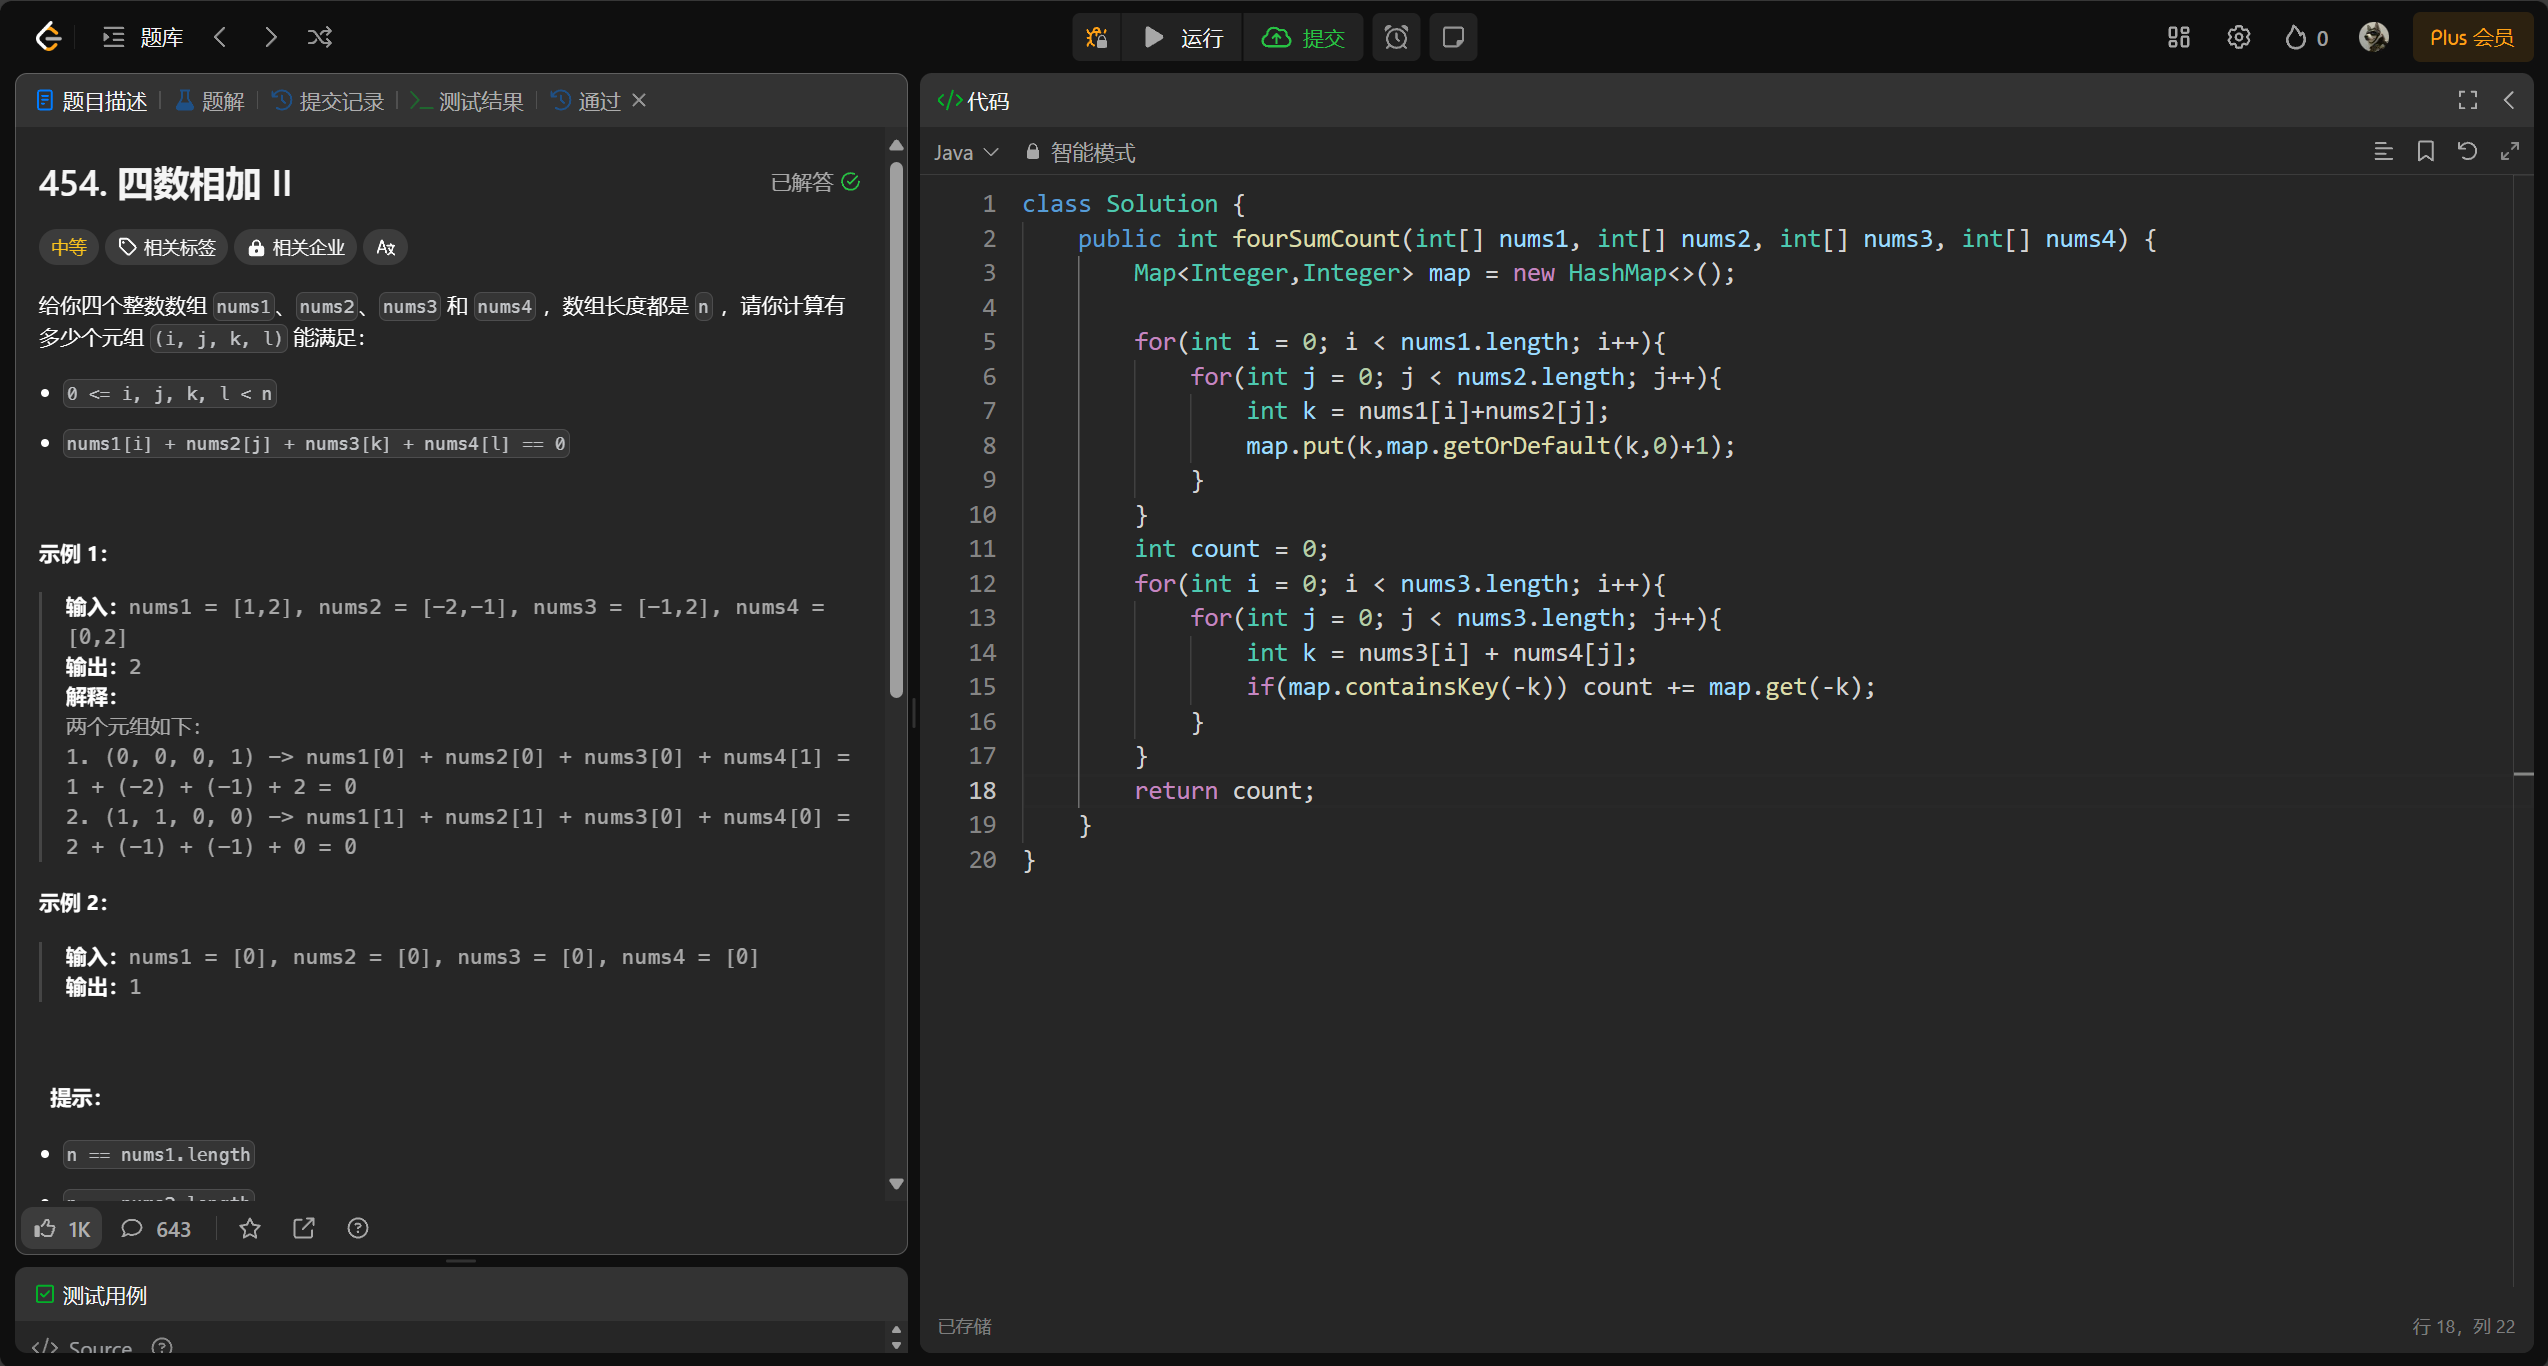 题库
运行
提交
0
Plus 会员
题目描述
题解
提交记录
测试结果
通过
454. 四数相加 II
已解答
中等
相关标签
相关企业
给你四个整数数组 nums1、nums2、nums3 和 nums4 ，数组长度都是 n ，请你计算有
多少个元组 (i, j, k, l) 能满足：
0 <= i, j, k, l < n
nums1[i] + nums2[j] + nums3[k] + nums4[l] == 0
示例 1：
输入：nums1 = [1,2], nums2 = [-2,-1], nums3 = [-1,2], nums4 =
[0,2]
输出：2
解释：
两个元组如下：
1. (0, 0, 0, 1) -> nums1[0] + nums2[0] + nums3[0] + nums4[1] =
1 + (-2) + (-1) + 2 = 0
2. (1, 1, 0, 0) -> nums1[1] + nums2[1] + nums3[0] + nums4[0] =
2 + (-1) + (-1) + 0 = 0
示例 2：
输入：nums1 = [0], nums2 = [0], nums3 = [0], nums4 = [0]
输出：1
提示：
n == nums1.length
1K
643
测试用例
</> Source
</> 代码
Java
智能模式
1 class Solution {
2 public int fourSumCount(int[] nums1, int[] nums2, int[] nums3, int[] nums4) {
3 Map<Integer,Integer> map = new HashMap<>();
4
5 for(int i = 0; i < nums1.length; i++){
6 for(int j = 0; j < nums2.length; j++){
7 int k = nums1[i]+nums2[j];
8 map.put(k,map.getOrDefault(k,0)+1);
9 }
10 }
11 int count = 0;
12 for(int i = 0; i < nums3.length; i++){
13 for(int j = 0; j < nums3.length; j++){
14 int k = nums3[i] + nums4[j];
15 if(map.containsKey(-k)) count += map.get(-k);
16 }
17 }
18 return count;
19 }
20 }
已存储
行 18，列 22